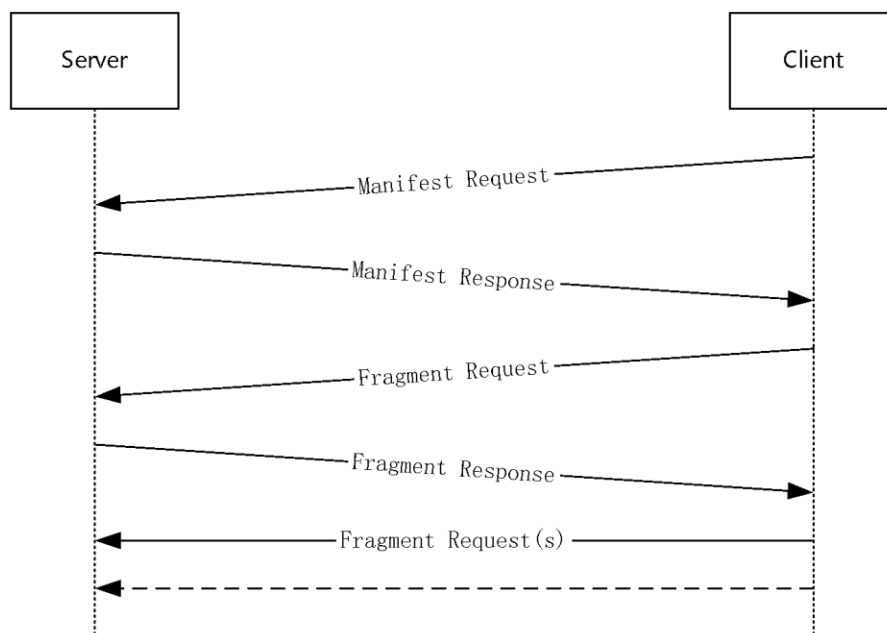 Server
Client
Manifest Request
Manifest Response
Fragment Request
Fragment Response
Fragment Request(s)